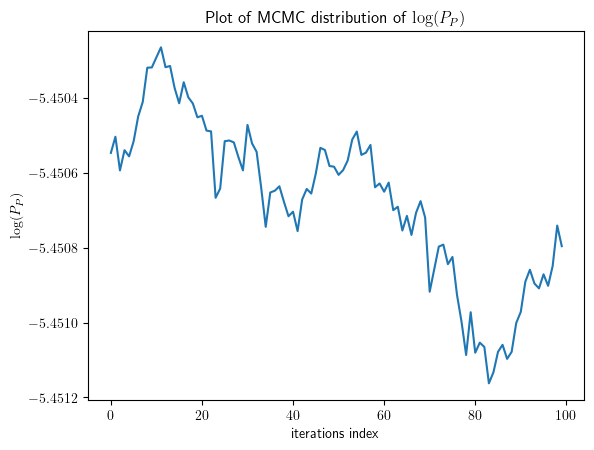 Plot of MCMC distribution of log(P_P)
log(P_P)
−5.4504
−5.4506
−5.4508
−5.4510
−5.4512
0 20 40 60 80 100
iterations index